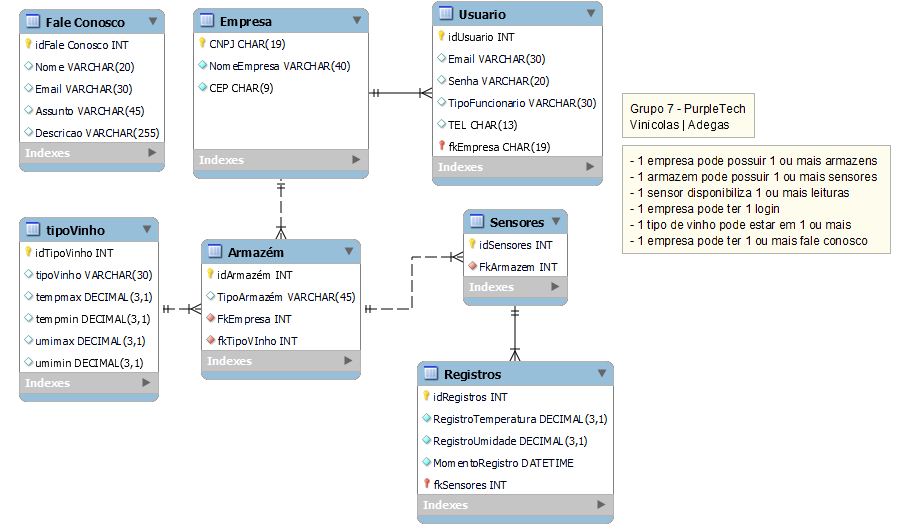 Fale Conosco
idFale Conosco INT
Nome VARCHAR(20)
Email VARCHAR(30)
Assunto VARCHAR(45)
Descricao VARCHAR(255)
Indexes
Empresa
CNPJ CHAR(19)
NomeEmpresa VARCHAR(40)
CEP CHAR(9)
Indexes
Usuario
idUsuario INT
Email VARCHAR(30)
Senha VARCHAR(20)
TipoFuncionario VARCHAR(30)
TEL CHAR(13)
fkEmpresa CHAR(19)
Indexes
Grupo 7 - PurpleTech
Vinicolas | Adegas
- 1 empresa pode possuir 1 ou mais armazens
- 1 armazem pode possuir 1 ou mais sensores
- 1 sensor disponibiliza 1 ou mais leituras
- 1 empresa pode ter 1 login
- 1 tipo de vinho pode estar em 1 ou mais
- 1 empresa pode ter 1 ou mais fale conosco
tipoVinho
idTipoVinho INT
tipoVinho VARCHAR(30)
tempmax DECIMAL(3,1)
tempmin DECIMAL(3,1)
umimax DECIMAL(3,1)
umimin DECIMAL(3,1)
Indexes
Armazém
idArmazém INT
TipoArmazém VARCHAR(45)
FkEmpresa INT
fkTipoVInho INT
Indexes
Sensores
idSensores INT
FkArmazem INT
Indexes
Registros
idRegistros INT
RegistroTemperatura DECIMAL(3,1)
RegistroUmidade DECIMAL(3,1)
MomentoRegistro DATETIME
fkSensores INT
Indexes